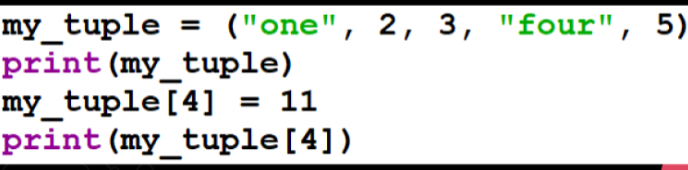 my_tuple = ("one", 2, 3, "four", 5)
print(my_tuple)
my_tuple[4] = 11
print(my_tuple[4])